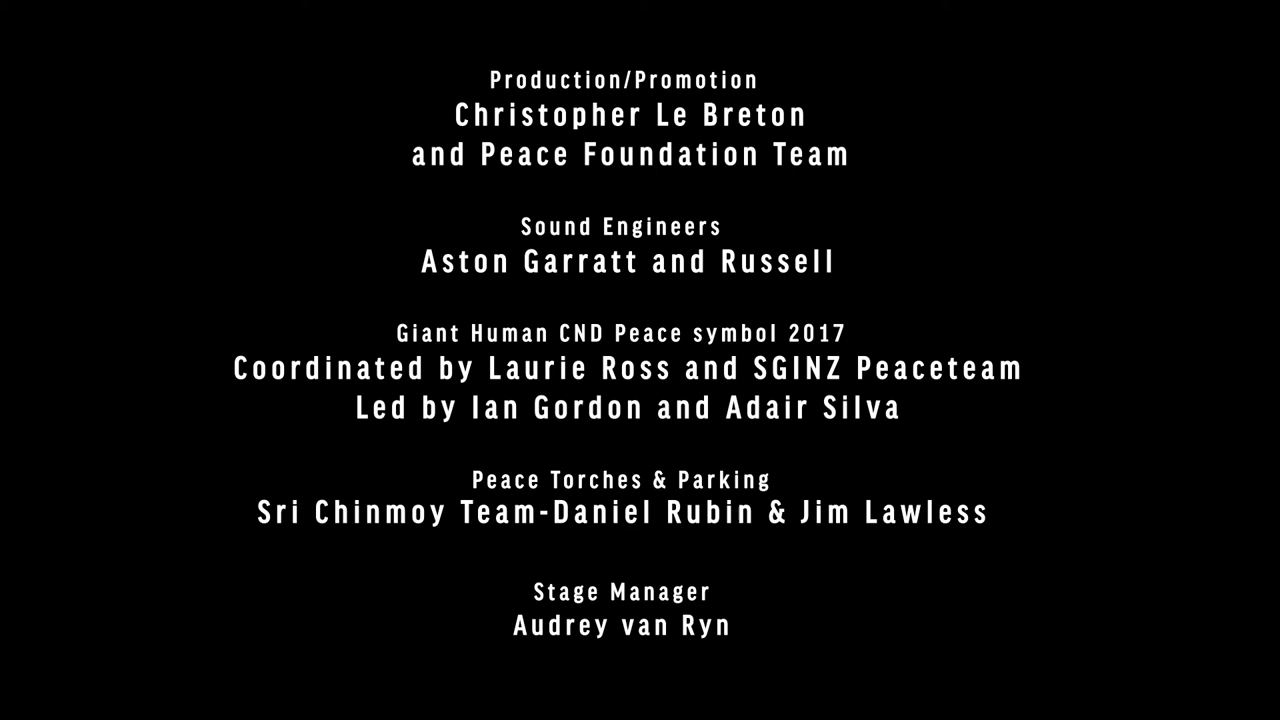 Production/Promotion
Christopher Le Breton
and Peace Foundation Team
Sound Engineers
Aston Garratt and Russell
Giant Human CND Peace symbol 2017
Coordinated by Laurie Ross and SGINZ Peaceteam
Led by Ian Gordon and Adair Silva
Peace Torches & Parking
Sri Chinmoy Team-Daniel Rubin & Jim Lawless
Stage Manager
Audrey van Ryn